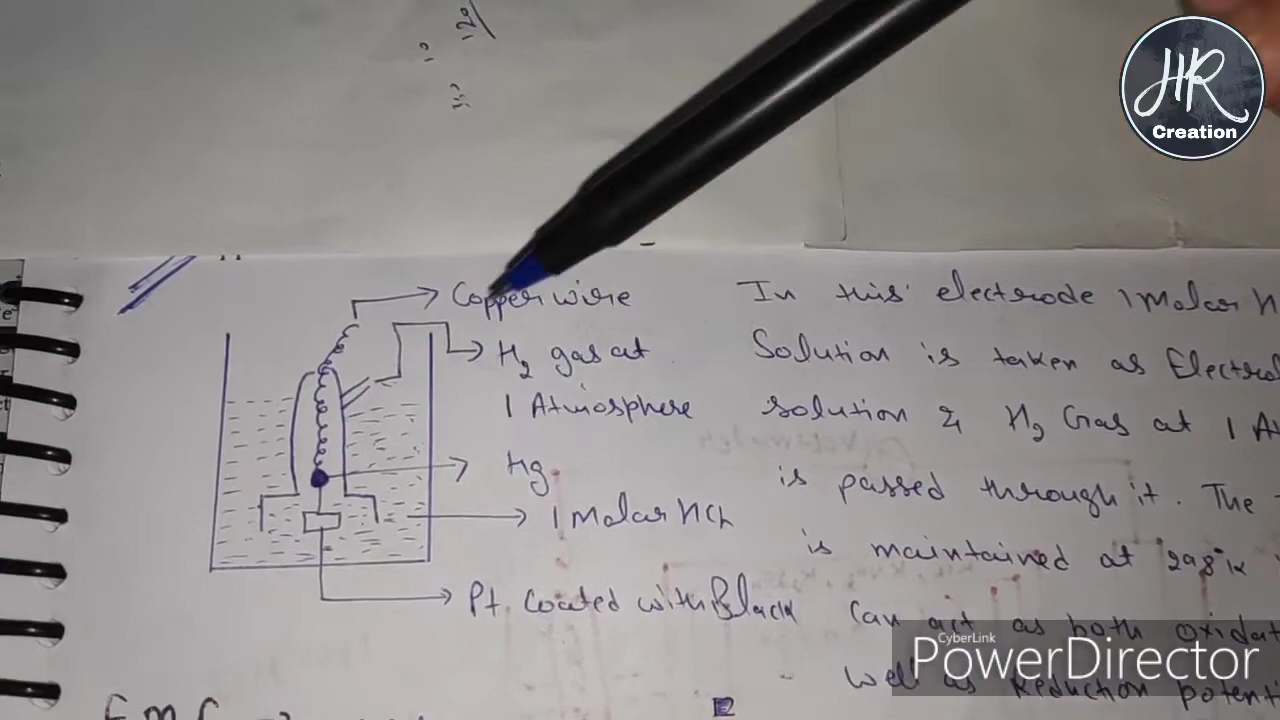 HR
Creation
Copper wire
H2 gas at
1 Atmosphere
Hg
1 Molar HCl
Pt. Coated with Black
In this electrode 1 Molar H
Solution is taken as Electrol
solution & H2 Gas at 1 At
is passed through it. The
is maintained at 298°K
Can act as both oxidat
well as Reduction potent
CyberLink
PowerDirector